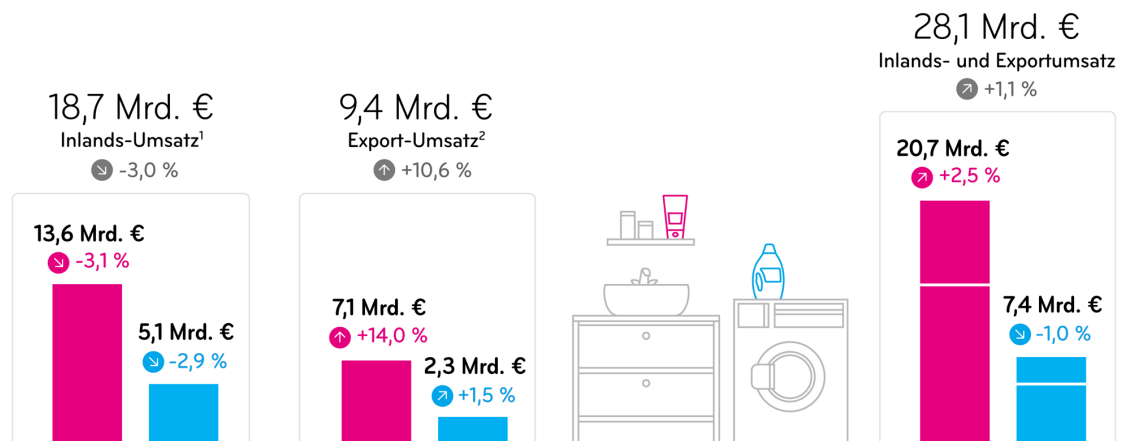 18,7 Mrd. €
Inlands-Umsatz¹
-3,0 %
13,6 Mrd. €
-3,1 %
5,1 Mrd. €
-2,9 %
9,4 Mrd. €
Export-Umsatz²
+10,6 %
7,1 Mrd. €
+14,0 %
2,3 Mrd. €
+1,5 %
28,1 Mrd. €
Inlands- und Exportumsatz
+1,1 %
20,7 Mrd. €
+2,5 %
7,4 Mrd. €
-1,0 %